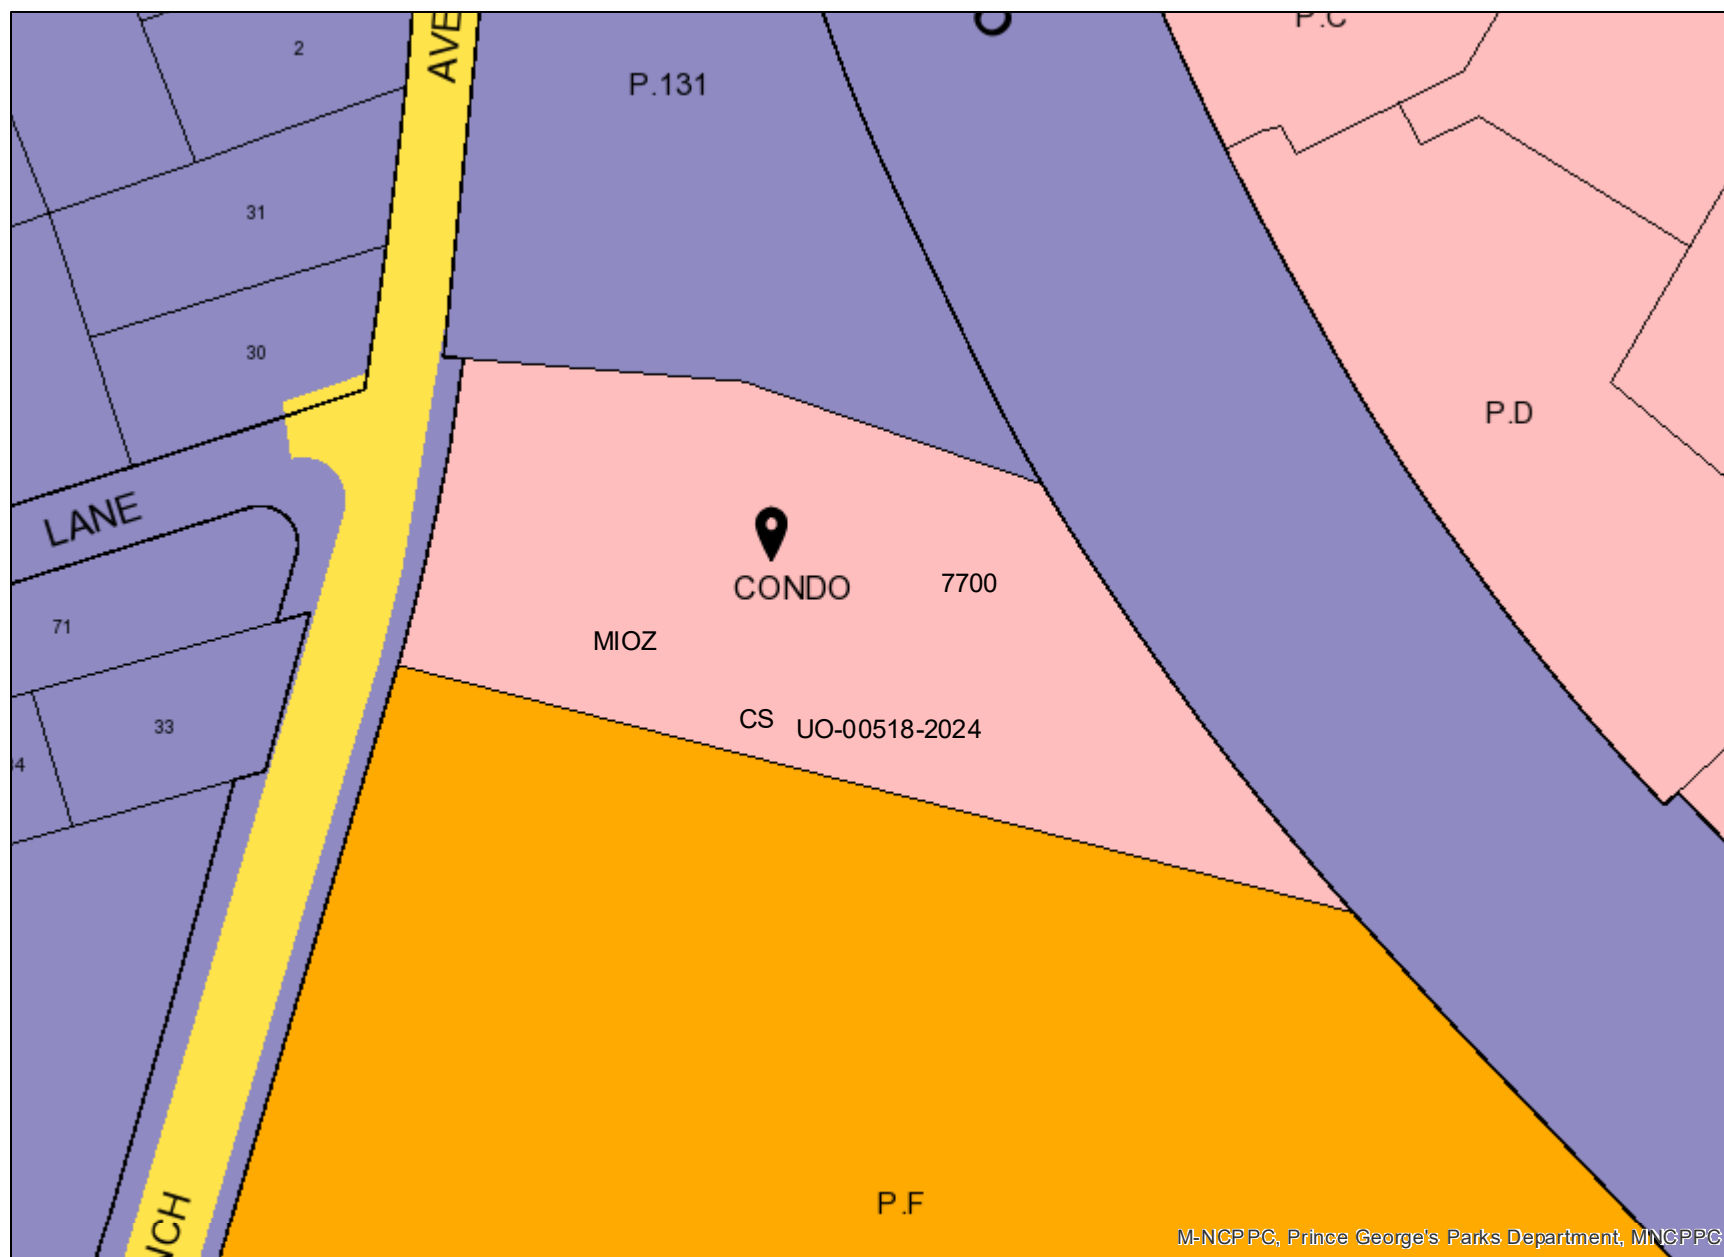 P.C
2
AVE
P.131
31
30
P.D
LANE
CONDO
7700
71
MIOZ
33
CS
UO-00518-2024
P.F
M-NCPPC, Prince George's Parks Department, MNCPPC